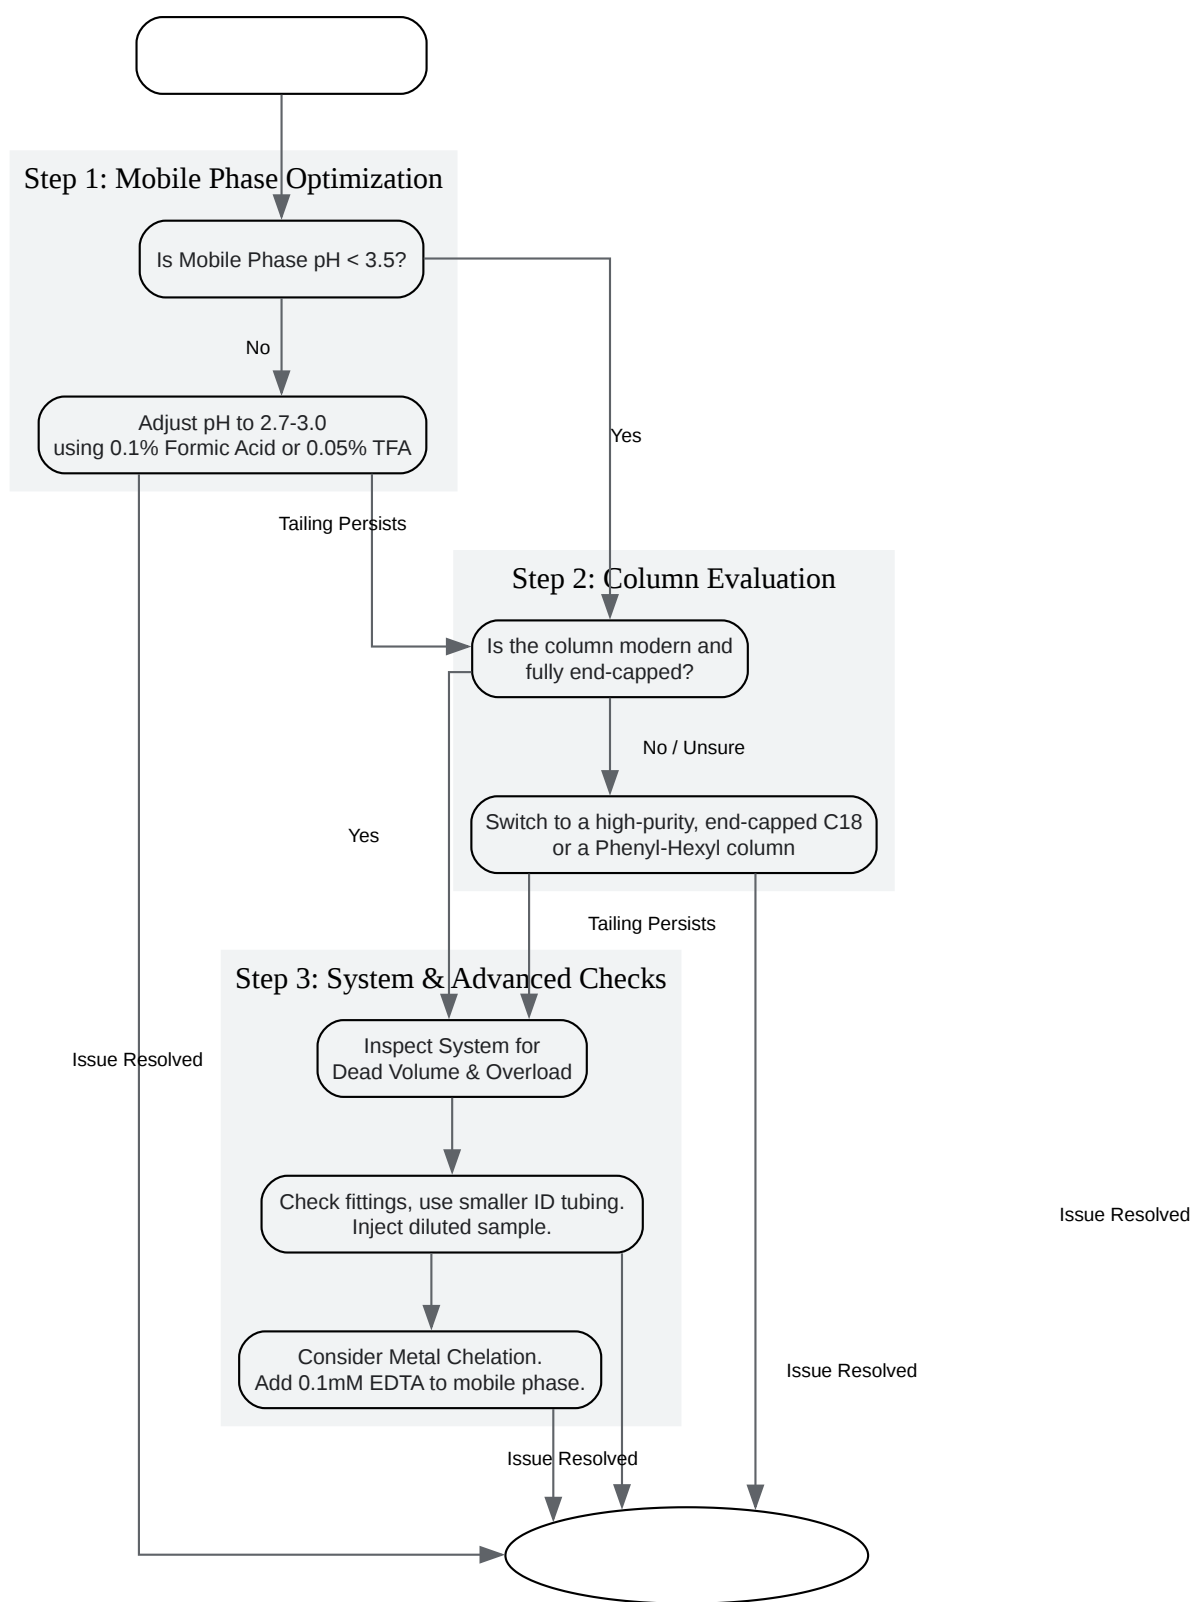 Step 1: Mobile Phase Optimization
Is Mobile Phase pH < 3.5?
No
Adjust pH to 2.7-3.0
using 0.1% Formic Acid or 0.05% TFA
Yes
Tailing Persists
Step 2: Column Evaluation
Is the column modern and
fully end-capped?
No / Unsure
Switch to a high-purity, end-capped C18
or a Phenyl-Hexyl column
Yes
Tailing Persists
Step 3: System & Advanced Checks
Inspect System for
Dead Volume & Overload
Issue Resolved
Check fittings, use smaller ID tubing.
Inject diluted sample.
Issue Resolved
Consider Metal Chelation.
Add 0.1mM EDTA to mobile phase.
Issue Resolved
Issue Resolved